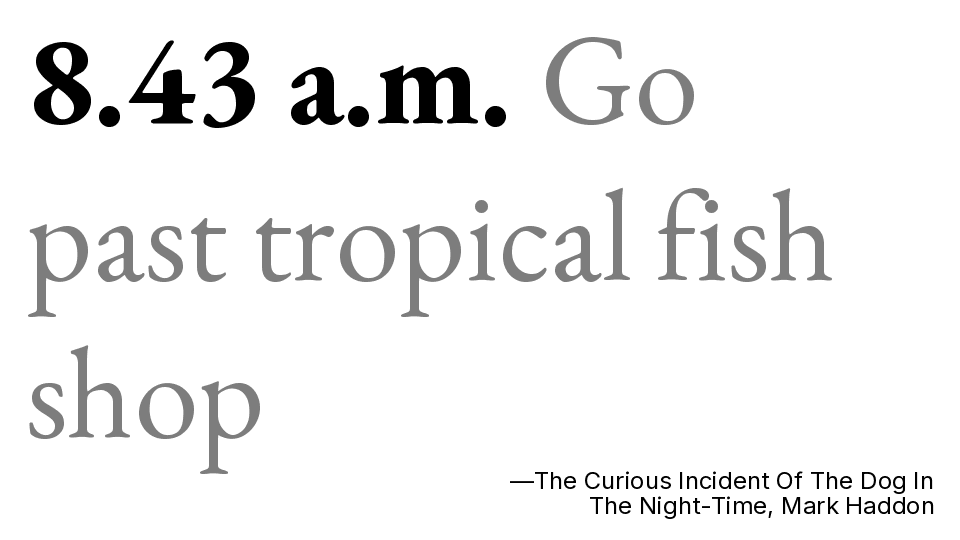 8.43 a.m. Go
past tropical fish
shop
—The Curious Incident Of The Dog In
The Night-Time, Mark Haddon